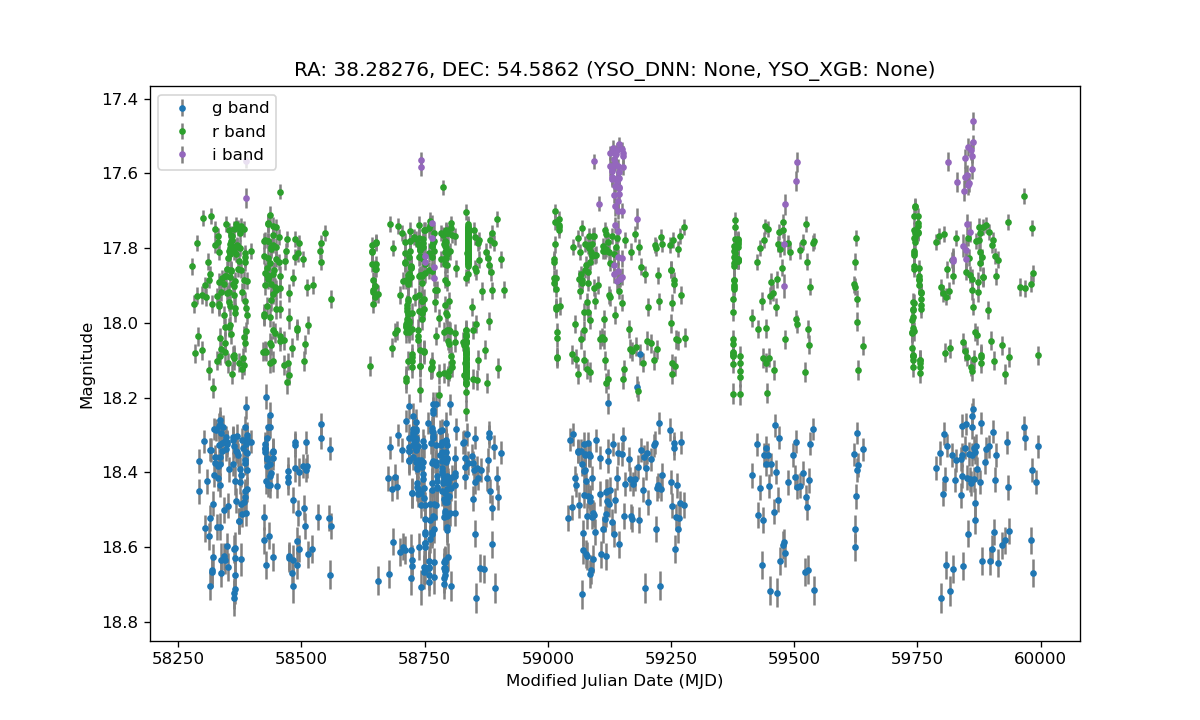 RA: 38.28276, DEC: 54.5862 (YSO_DNN: None, YSO_XGB: None)
g band
r band
i band
17.4
17.6
17.8
18.0
18.2
18.4
18.6
18.8
Magnitude
58250 58500 58750 59000 59250 59500 59750 60000
Modified Julian Date (MJD)